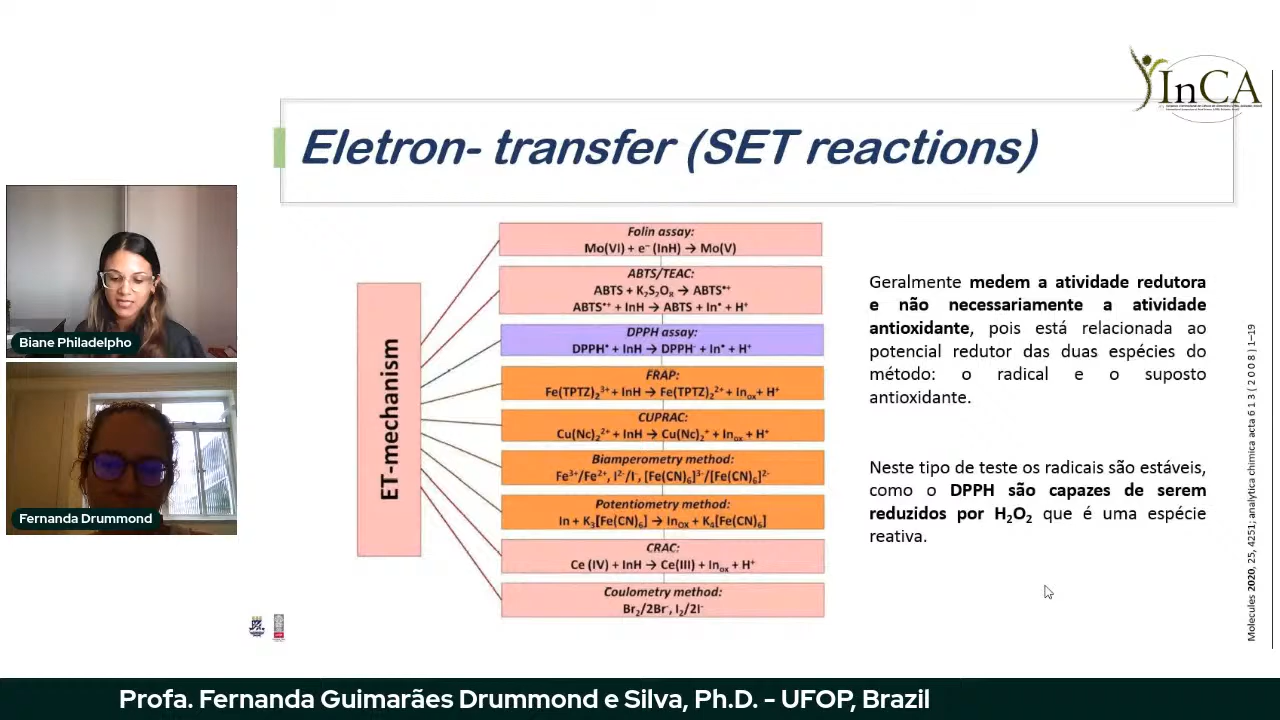 InCA
Eletron- transfer (SET reactions)
ET-mechanism
Folin assay:
Mo(VI) + e⁻ (InH) → Mo(V)
ABTS/TEAC:
ABTS + K₂S₂O₈ → ABTS•⁺
ABTS•⁺ + InH → ABTS + In• + H⁺
DPPH assay:
DPPH• + InH → DPPH⁻ + In• + H⁺
FRAP:
Fe(TPTZ)₂³⁺ + InH → Fe(TPTZ)₂²⁺ + Inₒₓ + H⁺
CUPRAC:
Cu(Nc)₂²⁺ + InH → Cu(Nc)₂⁺ + Inₒₓ + H⁺
Biamperometry method:
Fe³⁺/Fe²⁺, I²⁻/I⁻, [Fe(CN)₆]³⁻/[Fe(CN)₆]²⁻
Potentiometry method:
In + K₃[Fe(CN)₆] → Inₒₓ + K₄[Fe(CN)₆]
CRAC:
Ce (IV) + InH → Ce(III) + Inₒₓ + H⁺
Coulometry method:
Br₂/2Br⁻, I₂/2I⁻
Geralmente medem a atividade redutora
e não necessariamente a atividade
antioxidante, pois está relacionada ao
potencial redutor das duas espécies do
método: o radical e o suposto
antioxidante.
Neste tipo de teste os radicais são estáveis,
como o DPPH são capazes de serem
reduzidos por H₂O₂ que é uma espécie
reativa.
Molecules 2020, 25, 4251; analytica chimica acta 6 1 3 ( 2 0 0 8 ) 1–19
Biane Philadelpho
Fernanda Drummond
Profa. Fernanda Guimarães Drummond e Silva, Ph.D. - UFOP, Brazil